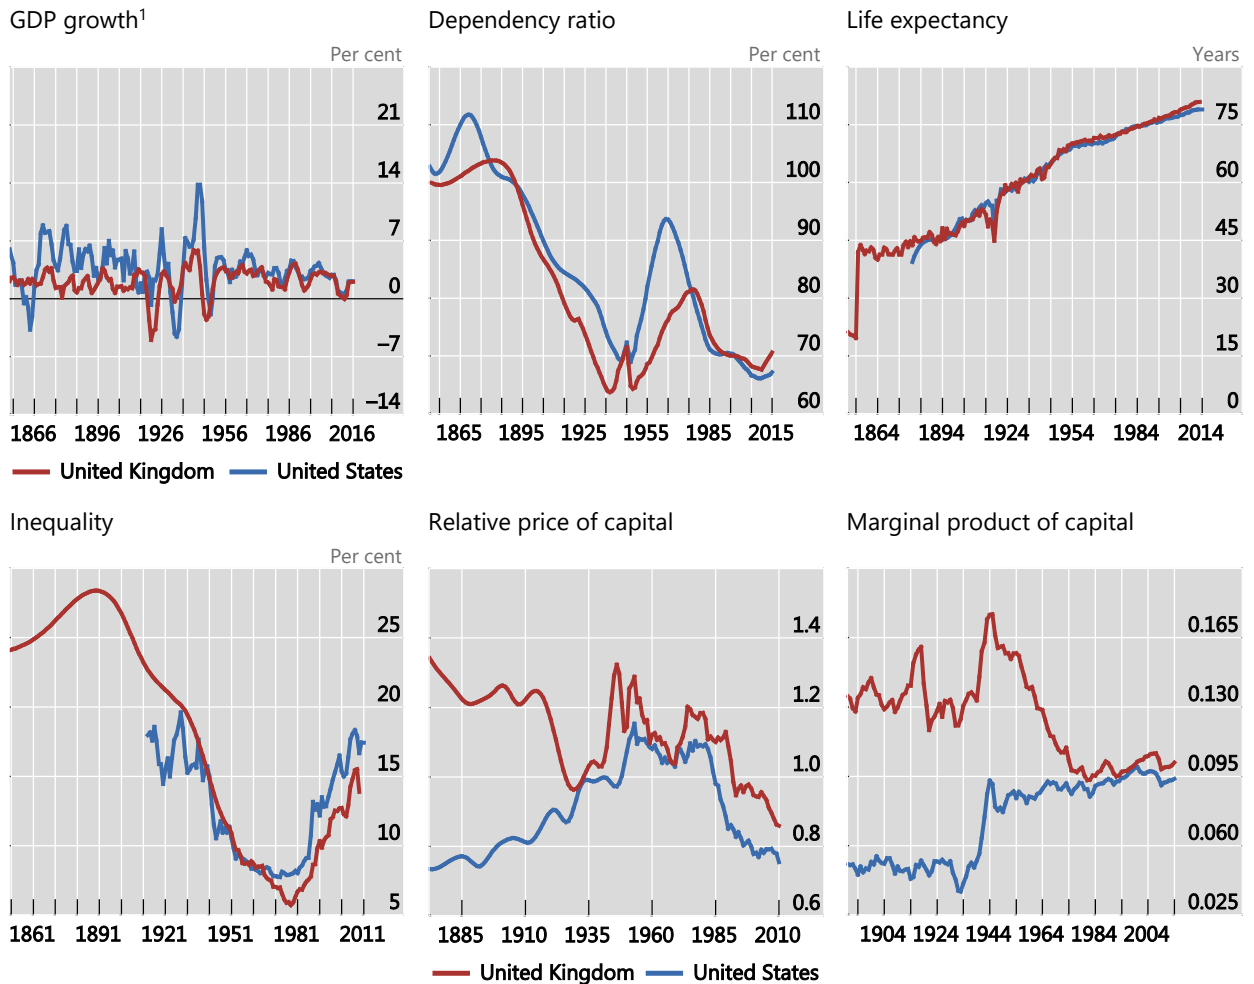 GDP growth1
Per cent
21
14
7
0
–7
–14
1866 1896 1926 1956 1986 2016
United Kingdom United States
Dependency ratio
Per cent
110
100
90
80
70
60
1865 1895 1925 1955 1985 2015
Life expectancy
Years
75
60
45
30
15
0
1864 1894 1924 1954 1984 2014
Inequality
Per cent
25
20
15
10
5
1861 1891 1921 1951 1981 2011
Relative price of capital
1.4
1.2
1.0
0.8
0.6
1885 1910 1935 1960 1985 2010
United Kingdom United States
Marginal product of capital
0.165
0.130
0.095
0.060
0.025
1904 1924 1944 1964 1984 2004